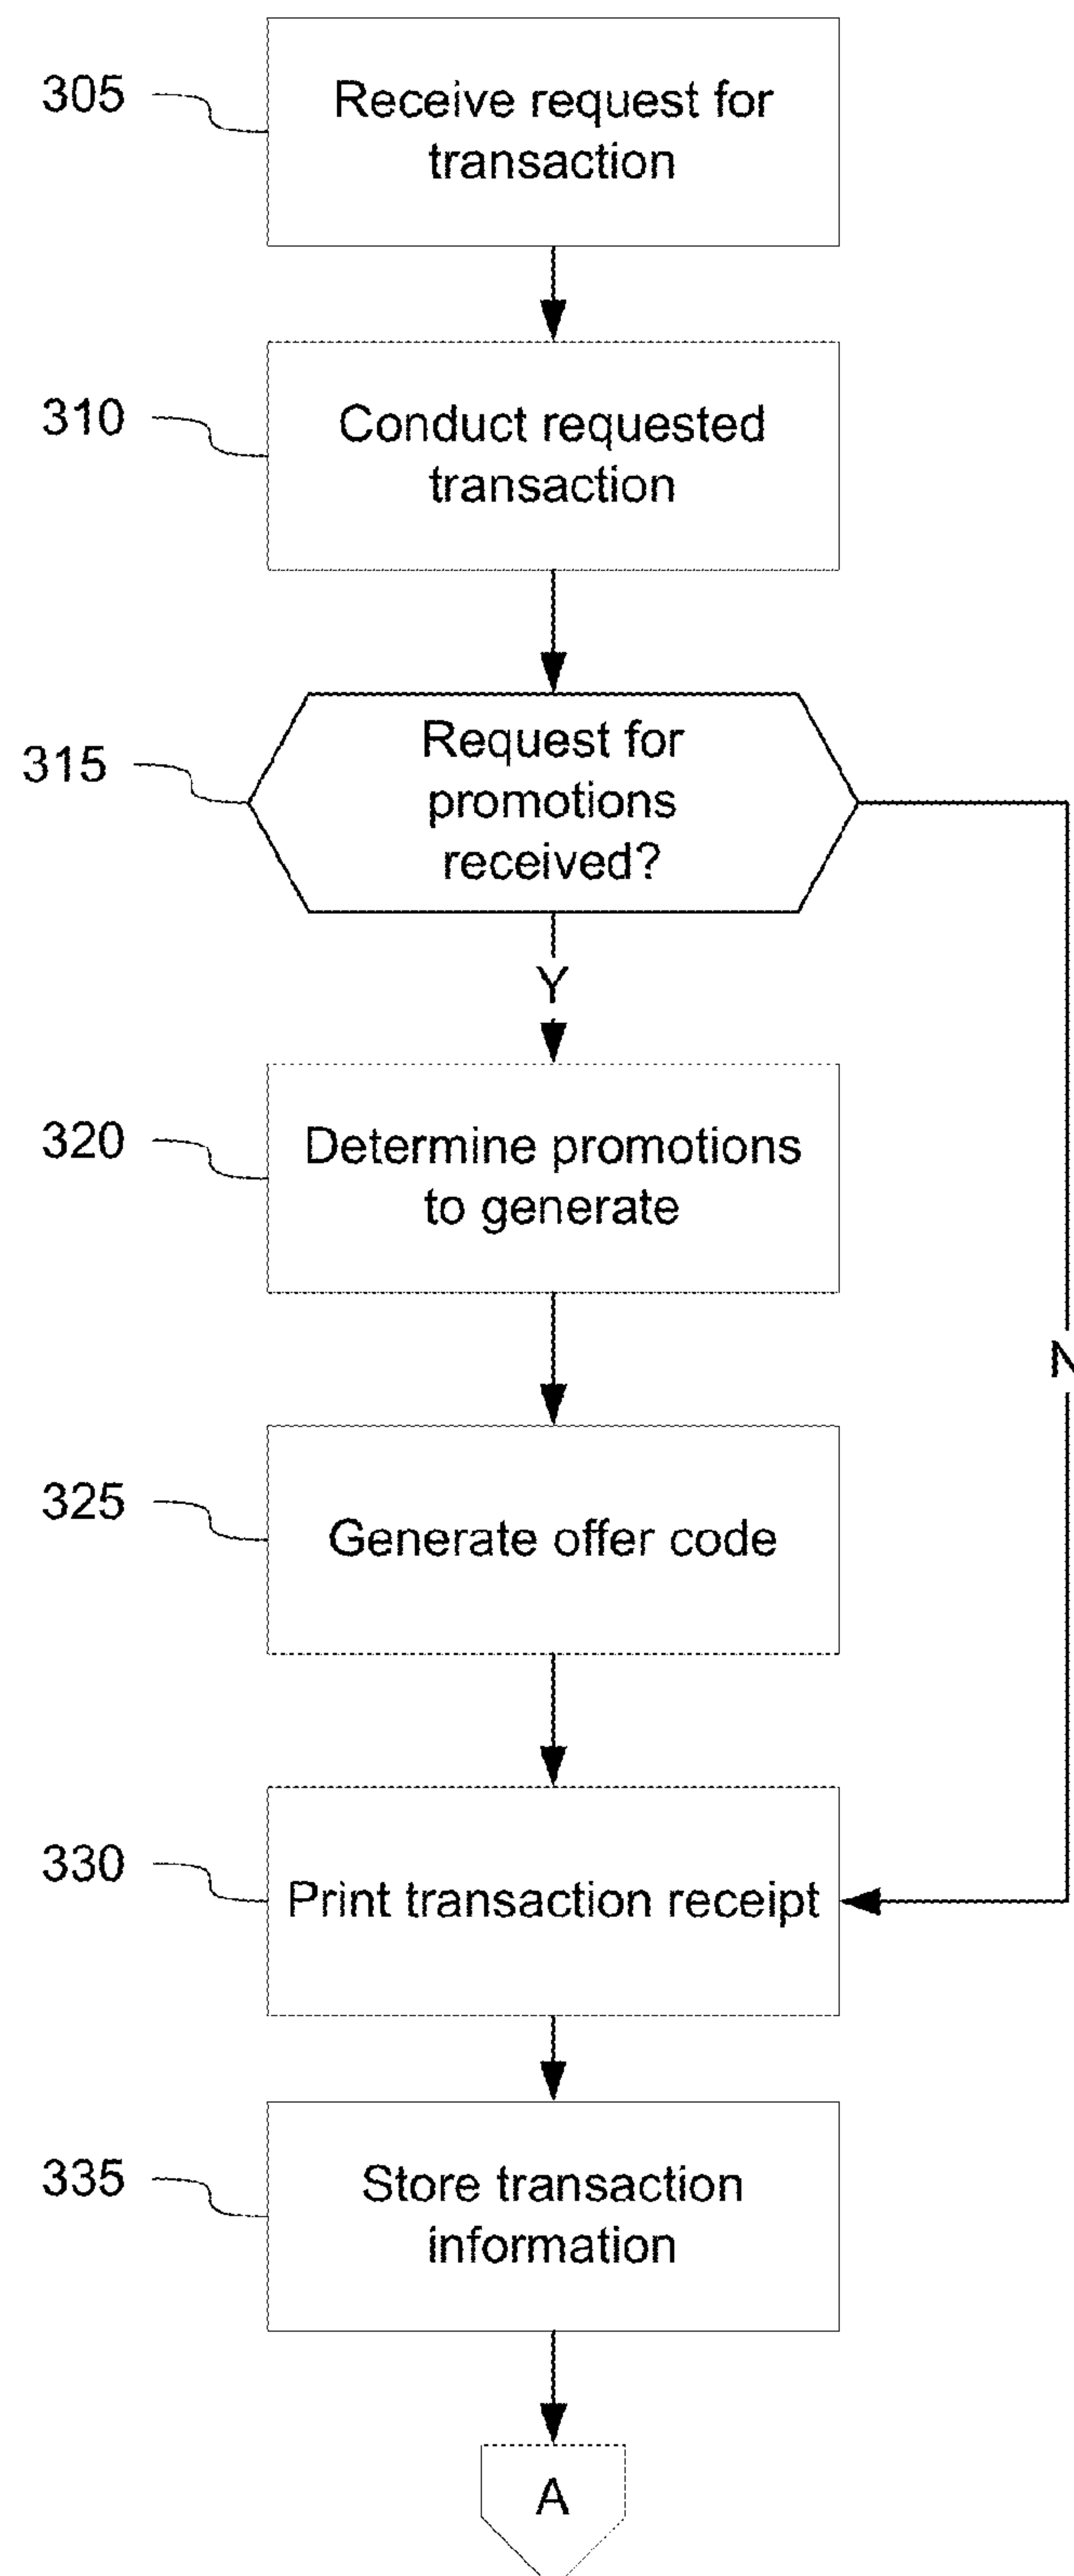 305
Receive request for
transaction
310
Conduct requested
transaction
315
Request for
promotions
received?
Y
320
Determine promotions
to generate
N
325
Generate offer code
330
Print transaction receipt
335
Store transaction
information
A